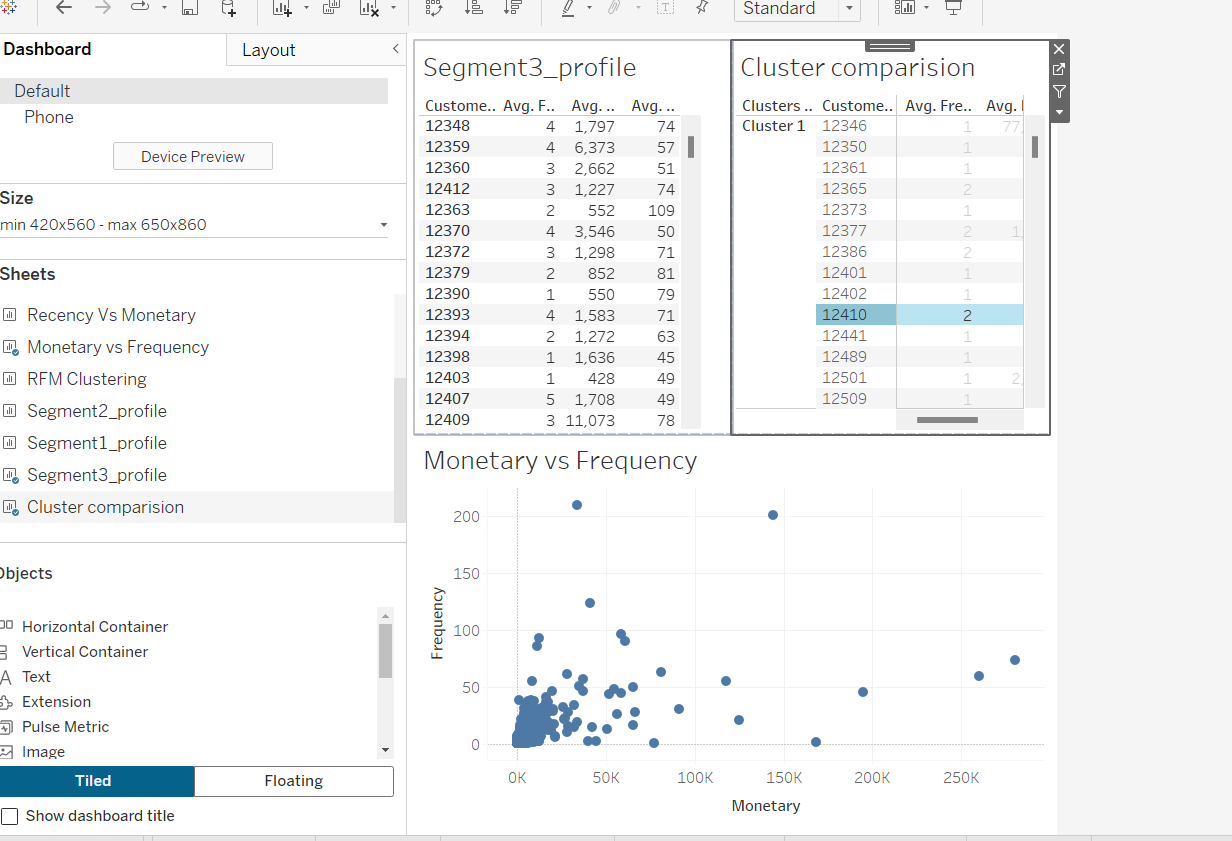 Standard
Dashboard
Layout
Default
Phone
Device Preview
Size
min 420x560 - max 650x860
Sheets
Recency Vs Monetary
Monetary vs Frequency
RFM Clustering
Segment2_profile
Segment1_profile
Segment3_profile
Cluster comparision
Objects
Horizontal Container
Vertical Container
Text
Extension
Pulse Metric
Image
Tiled
Floating
Show dashboard title
Segment3_profile
Custome.. Avg. F.. Avg. .. Avg. ..
12348 4 1,797 74
12359 4 6,373 57
12360 3 2,662 51
12412 3 1,227 74
12363 2 552 109
12370 4 3,546 50
12372 3 1,298 71
12379 2 852 81
12390 1 550 79
12393 4 1,583 71
12394 2 1,272 63
12398 1 1,636 45
12403 1 428 49
12407 5 1,708 49
12409 3 11,073 78
Cluster comparision
Clusters .. Custome.. Avg. Fre.. Avg.
Cluster 1 12346 1 77,
12350 1
12361 1
12365 2
12373 1
12377 2 1,
12386 2
12401 1
12402 1
12410 2
12441 1
12489 1
12501 1 2,
12509 1
Monetary vs Frequency
Frequency
200
150
100
50
0
0K 50K 100K 150K 200K 250K
Monetary